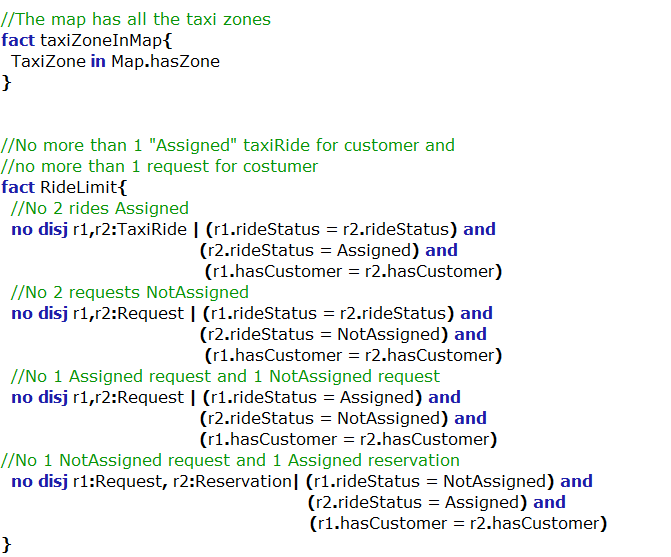 //The map has all the taxi zones
fact taxiZoneInMap{
TaxiZone in Map.hasZone
}
//No more than 1 "Assigned" taxiRide for customer and
//no more than 1 request for costumer
fact RideLimit{
//No 2 rides Assigned
no disj r1,r2:TaxiRide | (r1.rideStatus = r2.rideStatus) and
(r2.rideStatus = Assigned) and
(r1.hasCustomer = r2.hasCustomer)
//No 2 requests NotAssigned
no disj r1,r2:Request | (r1.rideStatus = r2.rideStatus) and
(r2.rideStatus = NotAssigned) and
(r1.hasCustomer = r2.hasCustomer)
//No 1 Assigned request and 1 NotAssigned request
no disj r1,r2:Request | (r1.rideStatus = Assigned) and
(r2.rideStatus = NotAssigned) and
(r1.hasCustomer = r2.hasCustomer)
//No 1 NotAssigned request and 1 Assigned reservation
no disj r1:Request, r2:Reservation| (r1.rideStatus = NotAssigned) and
(r2.rideStatus = Assigned) and
(r1.hasCustomer = r2.hasCustomer)
}